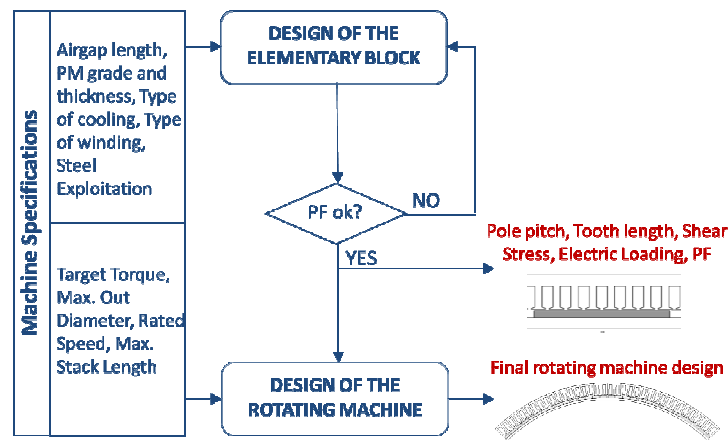 Machine Specifications
Airgap length,
PM grade and
thickness, Type
of cooling, Type
of winding,
Steel
Exploitation
Target Torque,
Max. Out
Diameter, Rated
Speed, Max.
Stack Length
DESIGN OF THE
ELEMENTARY BLOCK
PF ok?
NO
YES
Pole pitch, Tooth length, Shear
Stress, Electric Loading, PF
DESIGN OF THE
ROTATING MACHINE
Final rotating machine design